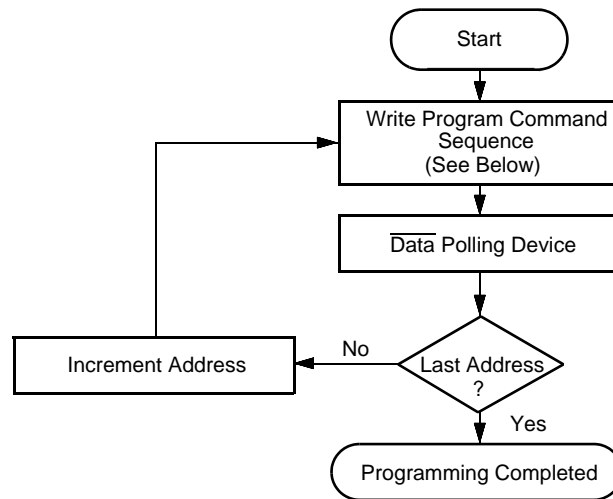 Start
Write Program Command
Sequence
(See Below)
Data Polling Device
Increment Address
No
Last Address
?
Yes
Programming Completed